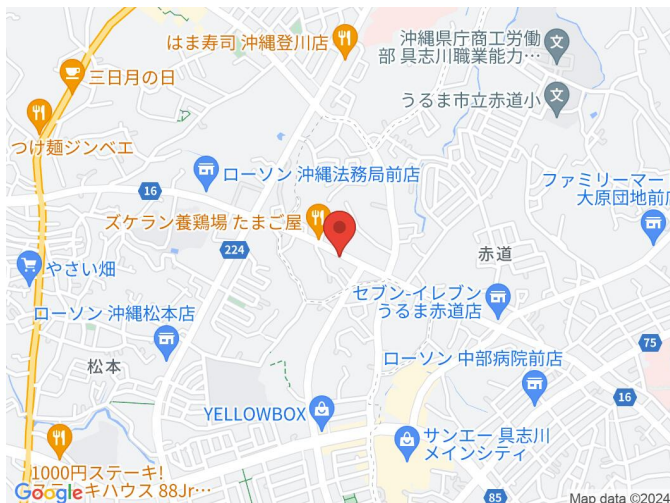 はま寿司 沖縄登川店
沖縄県庁商工労働
部 具志川職業能力…
三日月の日
うるま市立赤道小
つけ麺ジンベエ
ローソン 沖縄法務局前店
16
ファミリーマー
大原団地前店
ズケラン養鶏場 たまご屋
224
赤道
やさい畑
セブン-イレブン
うるま赤道店
ローソン 沖縄松本店
75
ローソン 中部病院前店
松本
16
YELLOWBOX
サンエー 具志川
メインシティ
1000円ステーキ!
ステーキハウス 88Jr…
85
Google
Map data ©2024